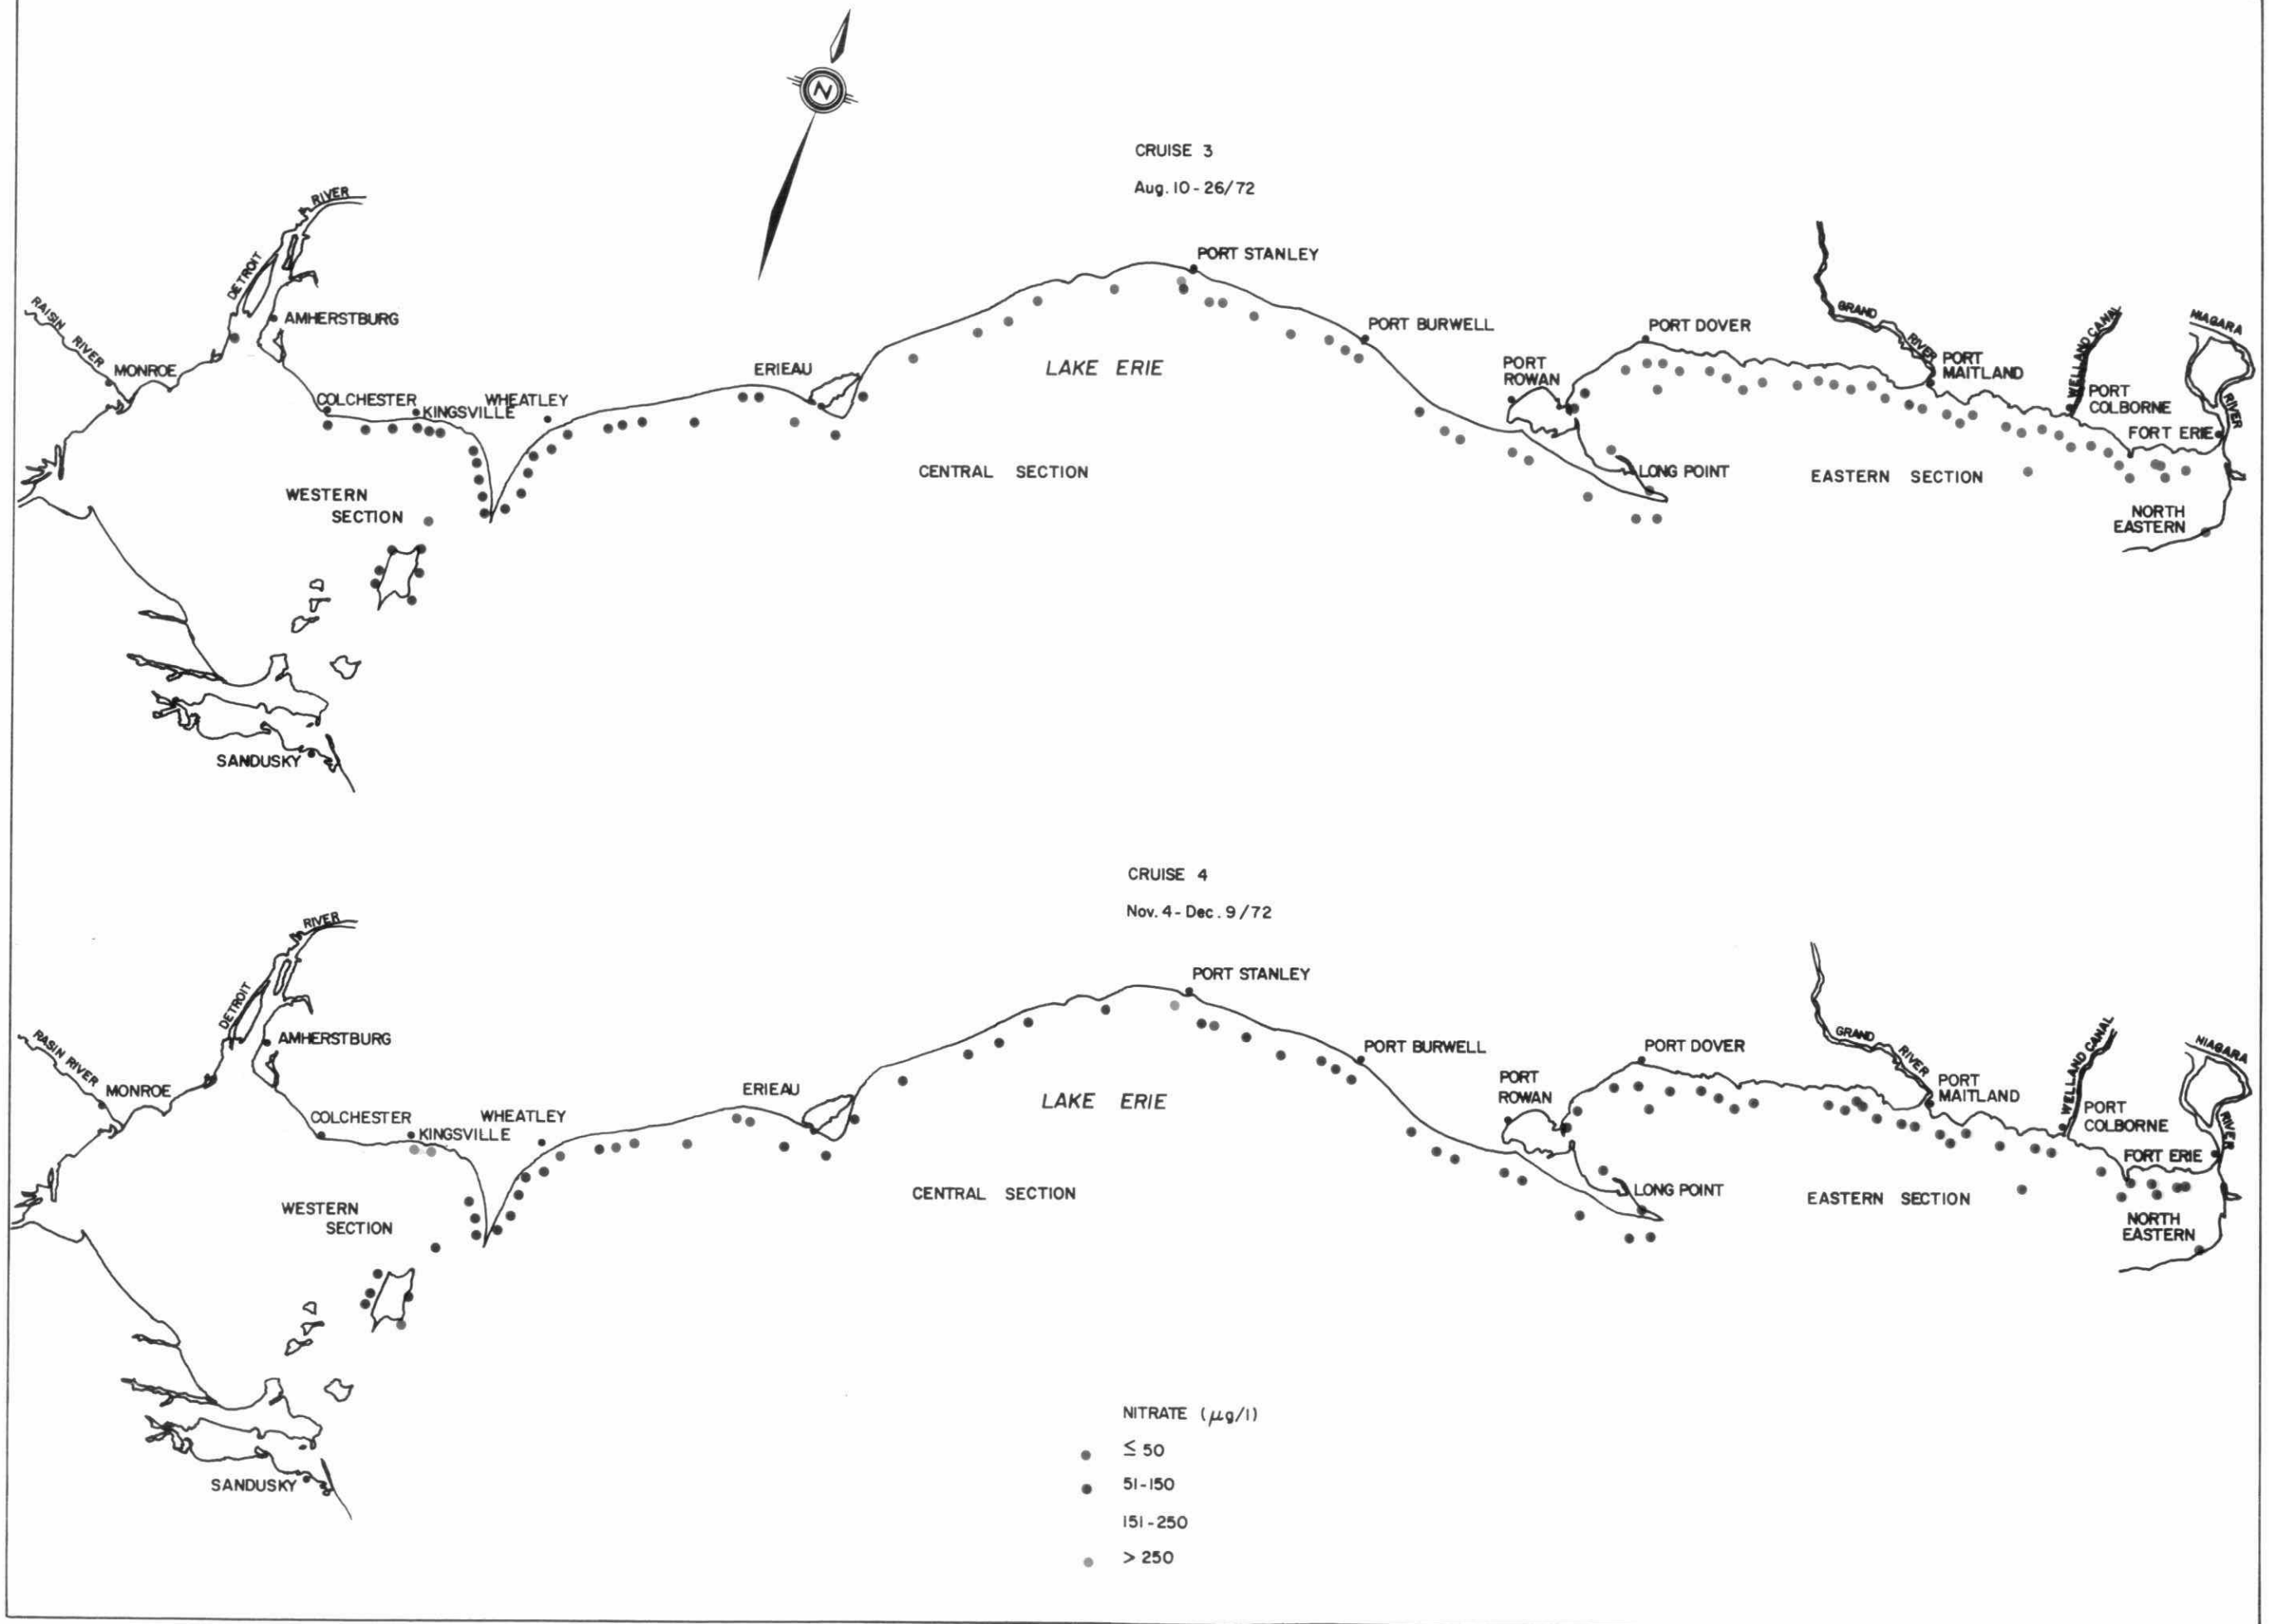 N
CRUISE 3
Aug. 10 - 26/72
RIVER
DETROIT
RAISIN RIVER
AMHERSTBURG
MONROE
COLCHESTER
KINGSVILLE
WHEATLEY
ERIEAU
PORT STANLEY
LAKE ERIE
PORT BURWELL
PORT
ROWAN
PORT DOVER
GRAND
RIVER
PORT
MAITLAND
WELLAND CANAL
PORT
COLBORNE
NIAGARA
RIVER
FORT ERIE
WESTERN
SECTION
CENTRAL SECTION
LONG POINT
EASTERN SECTION
NORTH
EASTERN
SANDUSKY
CRUISE 4
Nov. 4 - Dec. 9/72
RIVER
DETROIT
RASIN RIVER
AMHERSTBURG
MONROE
COLCHESTER
KINGSVILLE
WHEATLEY
ERIEAU
PORT STANLEY
LAKE ERIE
PORT BURWELL
PORT
ROWAN
PORT DOVER
GRAND
RIVER
PORT
MAITLAND
WELLAND CANAL
PORT
COLBORNE
NIAGARA
RIVER
FORT ERIE
WESTERN
SECTION
CENTRAL SECTION
LONG POINT
EASTERN SECTION
NORTH
EASTERN
SANDUSKY
NITRATE (μg/l)
≤ 50
51-150
151-250
> 250